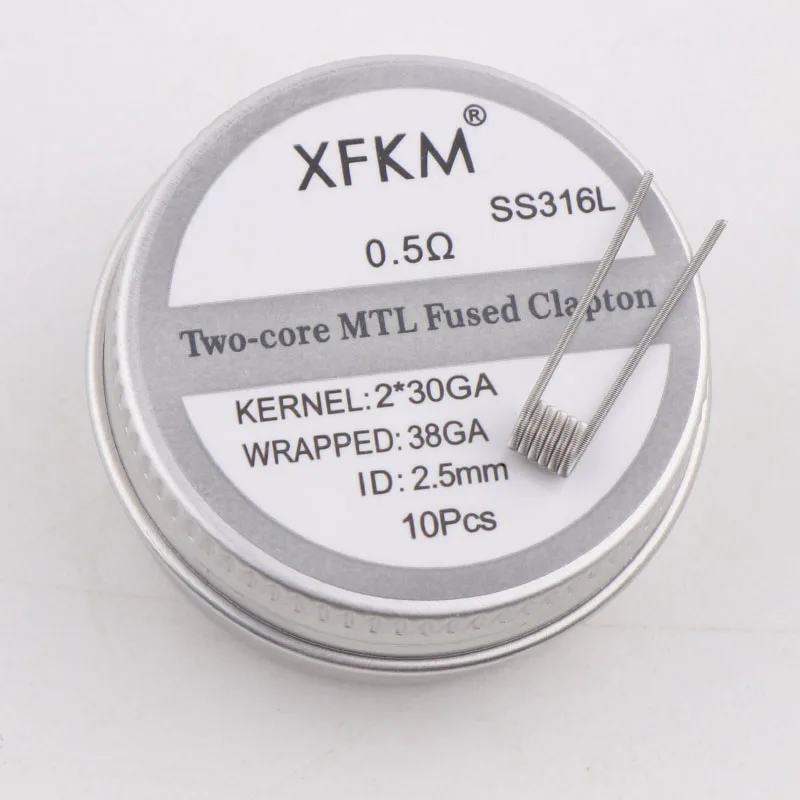 XFKM®
SS316L
0.5Ω
Two-core MTL Fused Clapton
KERNEL:2*30GA
WRAPPED:38GA
ID:2.5mm
10Pcs